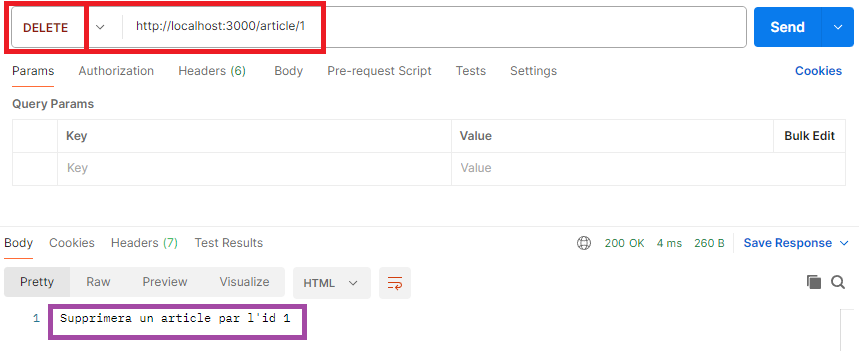 DELETE http://localhost:3000/article/1 Send
Params Authorization Headers (6) Body Pre-request Script Tests Settings Cookies
Query Params
Key Value Bulk Edit
Key Value
Body Cookies Headers (7) Test Results 200 OK 4 ms 260 B Save Response
Pretty Raw Preview Visualize HTML
1 Supprimera un article par l'id 1